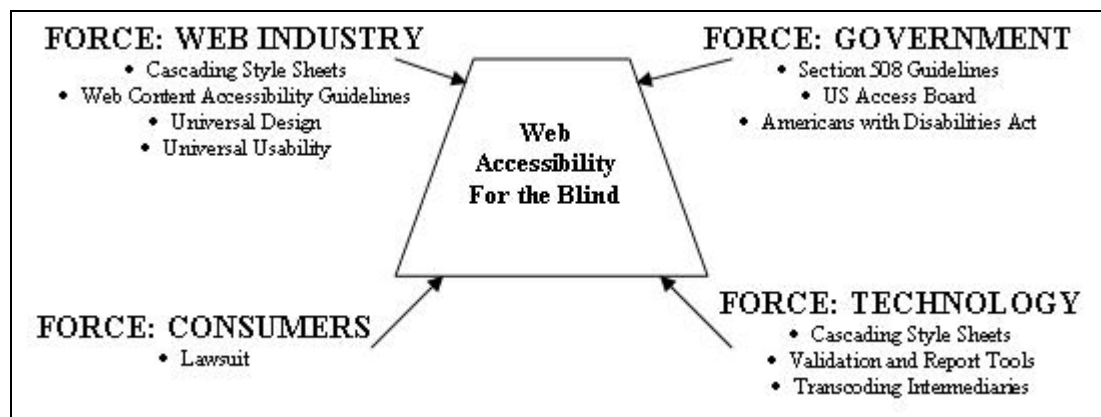 FORCE: WEB INDUSTRY
• Cascading Style Sheets
• Web Content Accessibility Guidelines
• Universal Design
• Universal Usability
FORCE: GOVERNMENT
• Section 508 Guidelines
• US Access Board
• Americans with Disabilities Act
Web
Accessibility
For the Blind
FORCE: CONSUMERS
• Lawsuit
FORCE: TECHNOLOGY
• Cascading Style Sheets
• Validation and Report Tools
• Transcoding Intermediaries